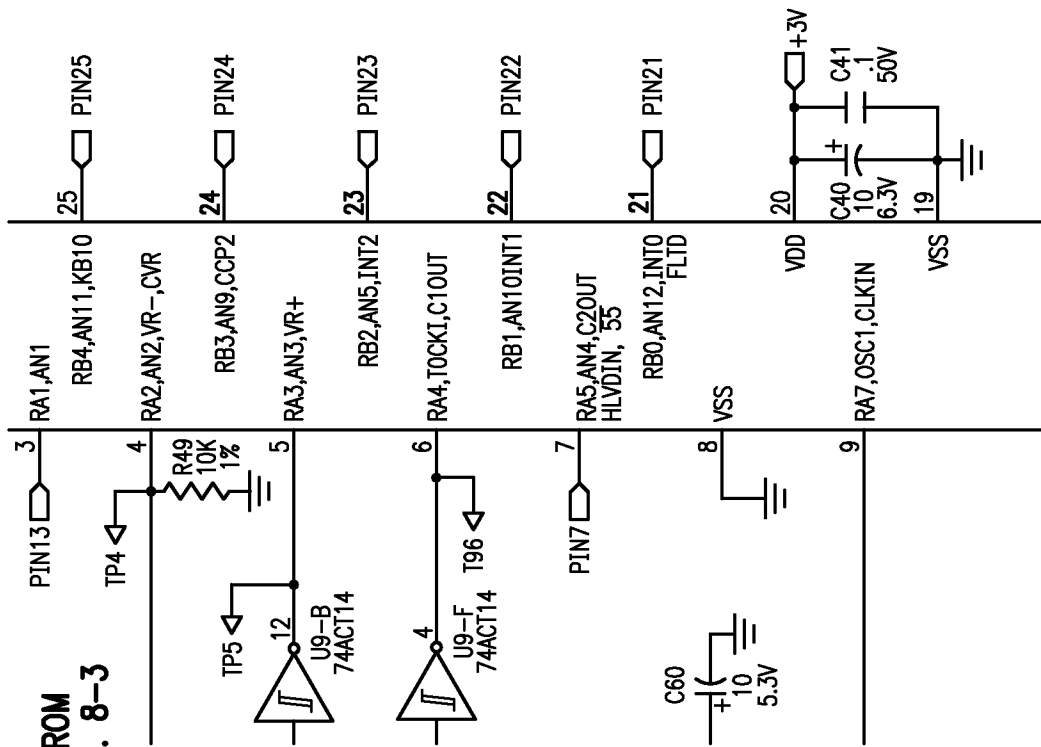 ROM
. 8-3
PIN13
3
RA1,AN1
25
PIN25
RB4,AN11,KB10
TP4
4
RA2,AN2,VR-,CVR
R49
10K
1%
24
PIN24
RB3,AN9,CCP2
TP5
12
5
RA3,AN3,VR+
U9-B
74ACT14
23
PIN23
RB2,AN5,INT2
4
6
RA4,TOCKI,C1OUT
T96
U9-F
74ACT14
22
PIN22
RB1,AN10INT1
PIN7
7
RA5,AN4,C2OUT
HLVDIN, 55
21
PIN21
RB0,AN12,INT0
FLTD
C60
+
10
5.3V
8
VSS
20
VDD
+3V
C40
10
6.3V
+
C41
.1
50V
9
RA7,OSC1,CLKIN
19
VSS